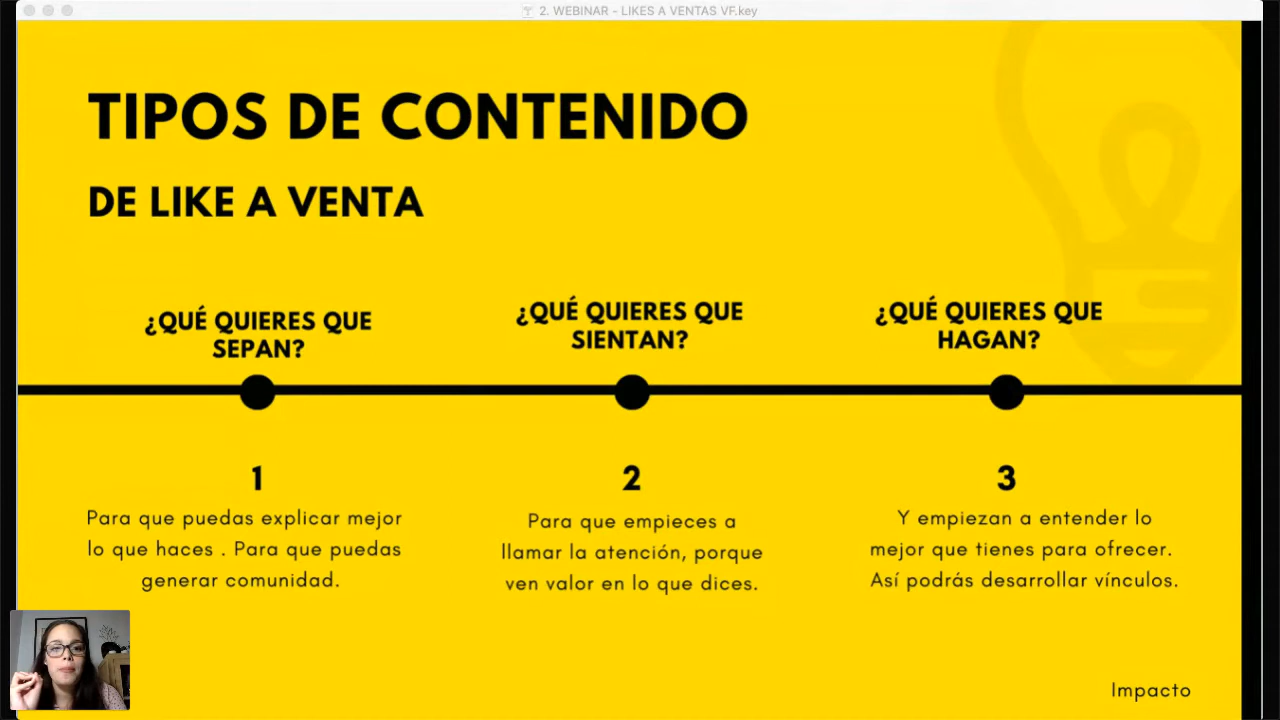 2. WEBINAR - LIKES A VENTAS VF.key
TIPOS DE CONTENIDO
DE LIKE A VENTA
¿QUÉ QUIERES QUE
SEPAN?
¿QUÉ QUIERES QUE
SIENTAN?
¿QUÉ QUIERES QUE
HAGAN?
1
Para que puedas explicar mejor
lo que haces . Para que puedas
generar comunidad.
2
Para que empieces a
llamar la atención, porque
ven valor en lo que dices.
3
Y empiezan a entender lo
mejor que tienes para ofrecer.
Así podrás desarrollar vínculos.
Impacto